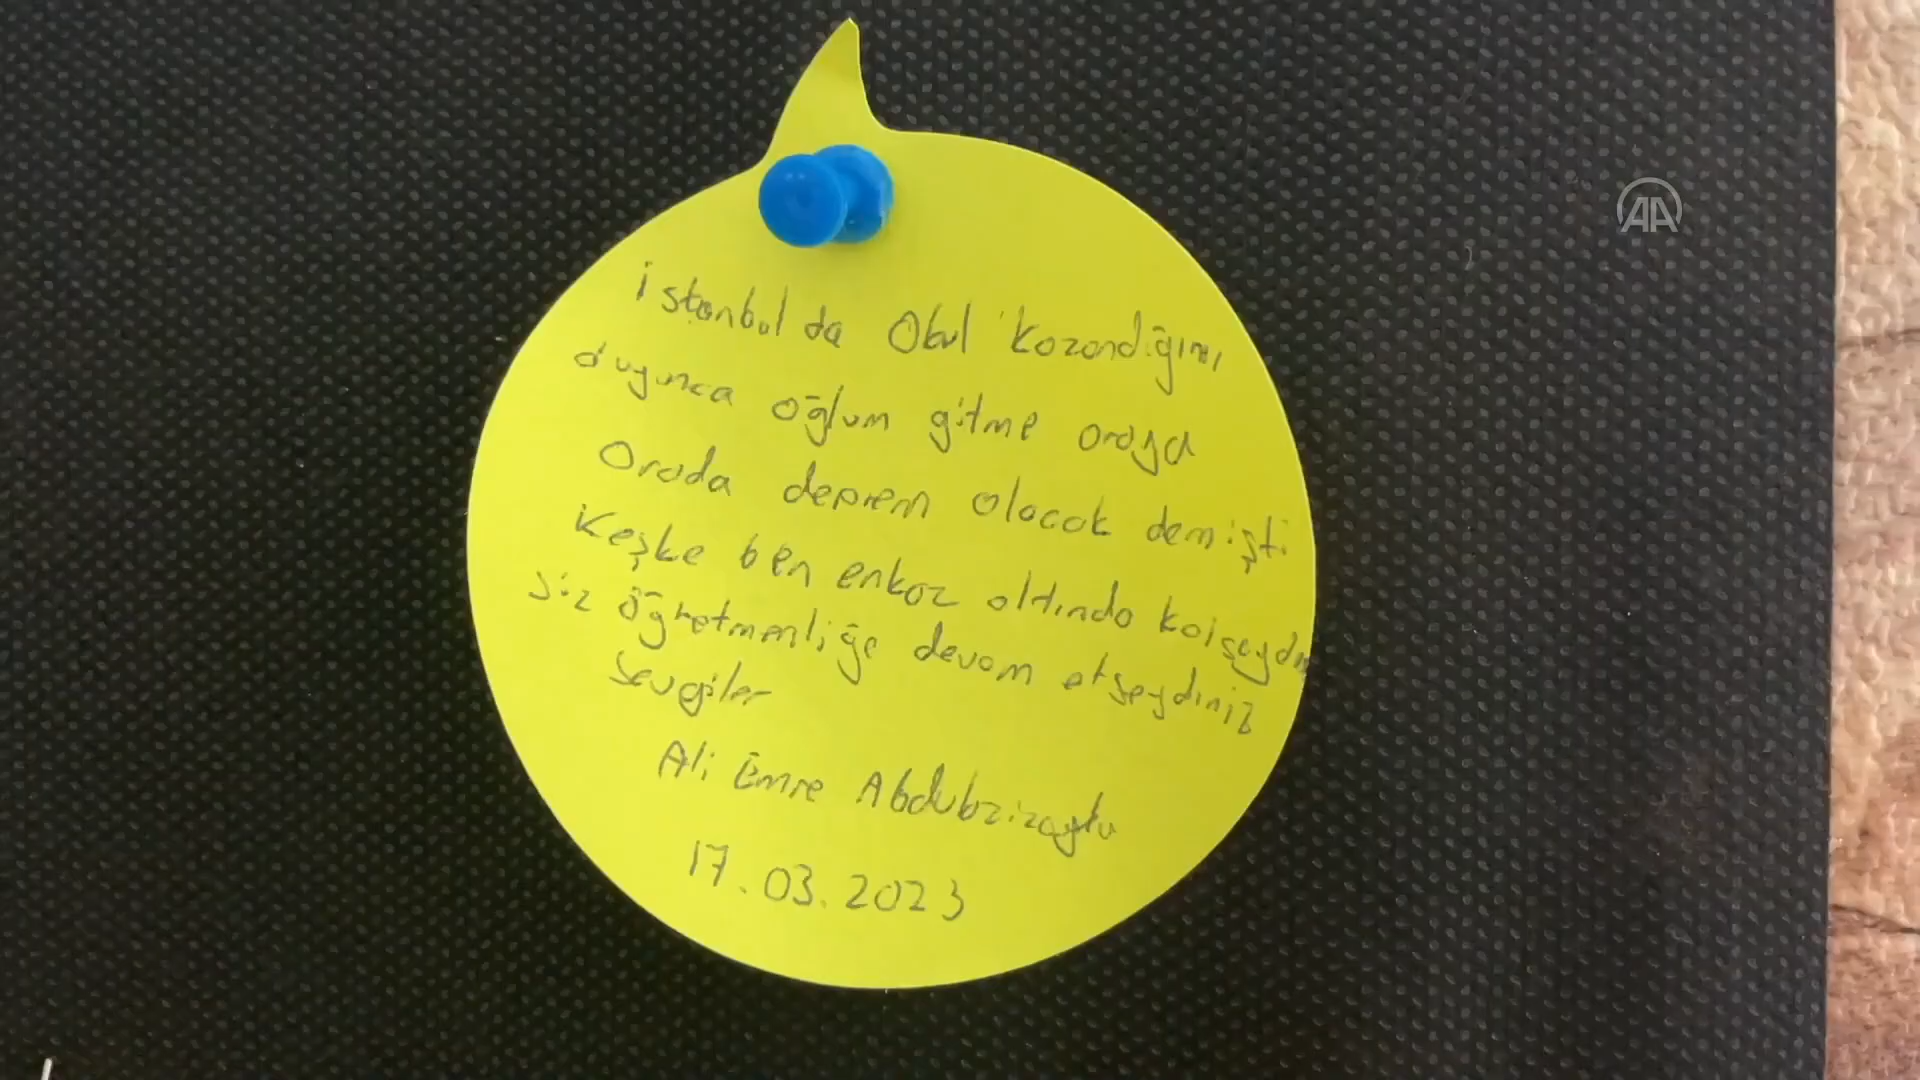 İstanbul da Okul kazandığımı
duyunca oğlum gitme oraya
Orada deprem olacak demişti
Keşke ben enkaz altında kalsaydım
siz öğretmenliğe devam etseydiniz
sevgiler
Ali Emre Abdulazizoğlu
17.03.2023
AA